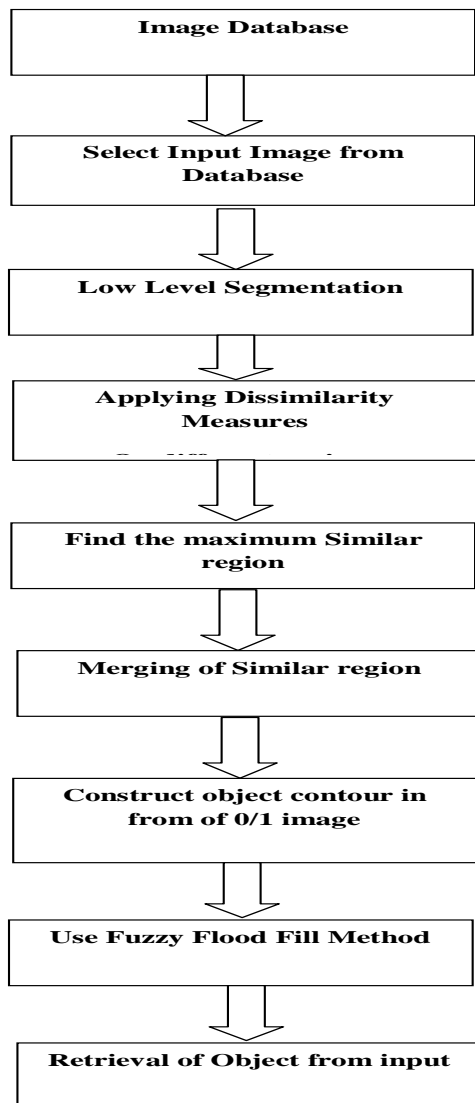 Image Database
Select Input Image from
Database
Low Level Segmentation
Applying Dissimilarity
Measures
Find the maximum Similar
region
Merging of Similar region
Construct object contour in
from of 0/1 image
Use Fuzzy Flood Fill Method
Retrieval of Object from input